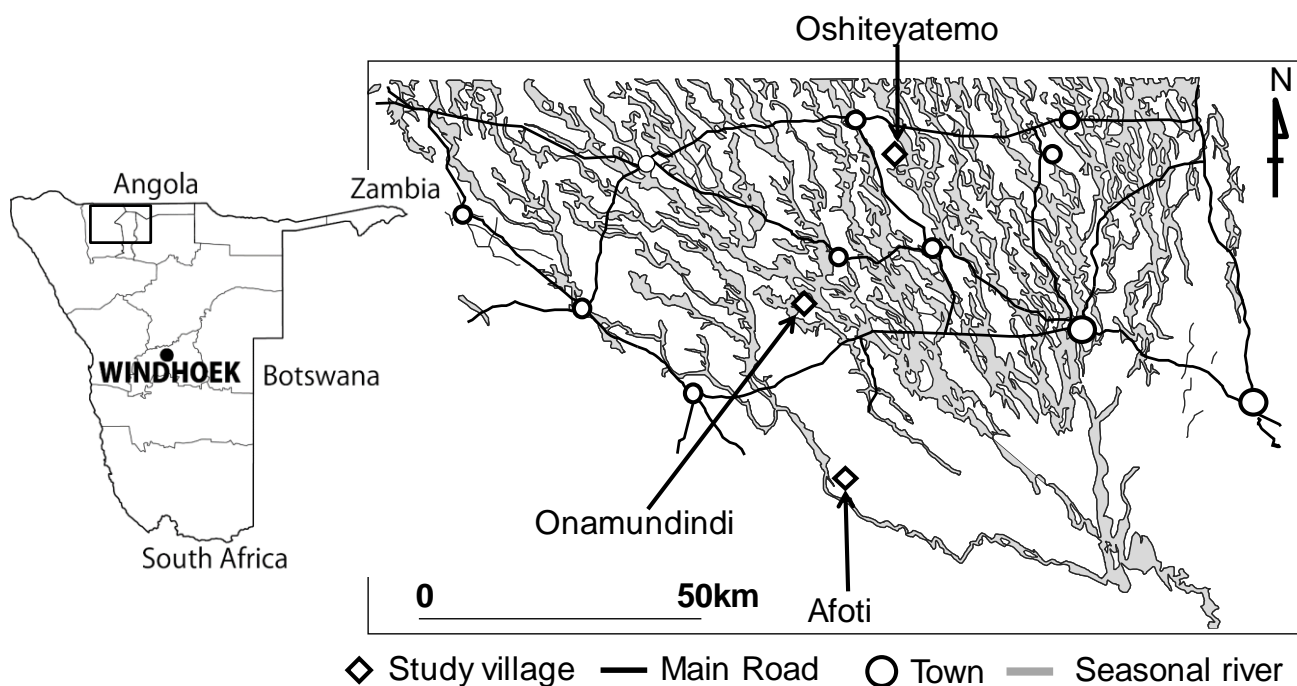 Oshiteyatemo
N
Angola
Zambia
WINDHOEK
Botswana
South Africa
Onamundindi
Afoti
0 50km
Study village Main Road Town Seasonal river